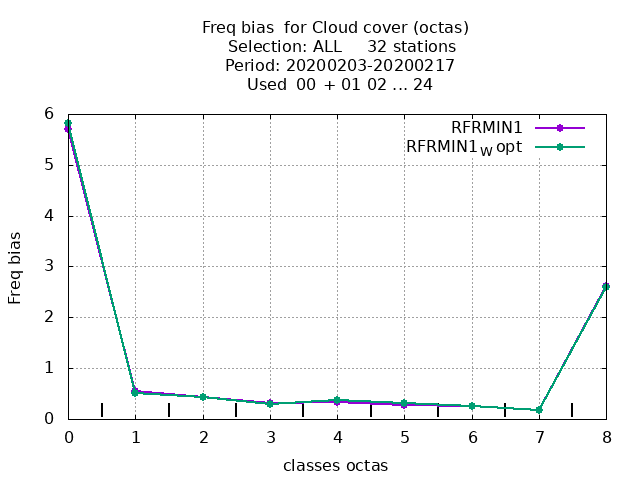 Freq bias  for Cloud cover (octas)
Selection: ALL     32 stations
Period: 20200203-20200217
Used  00 + 01 02 ... 24
RFRMIN1
RFRMIN1W opt
6
5
4
3
2
1
0
Freq bias
0 1 2 3 4 5 6 7 8
classes octas